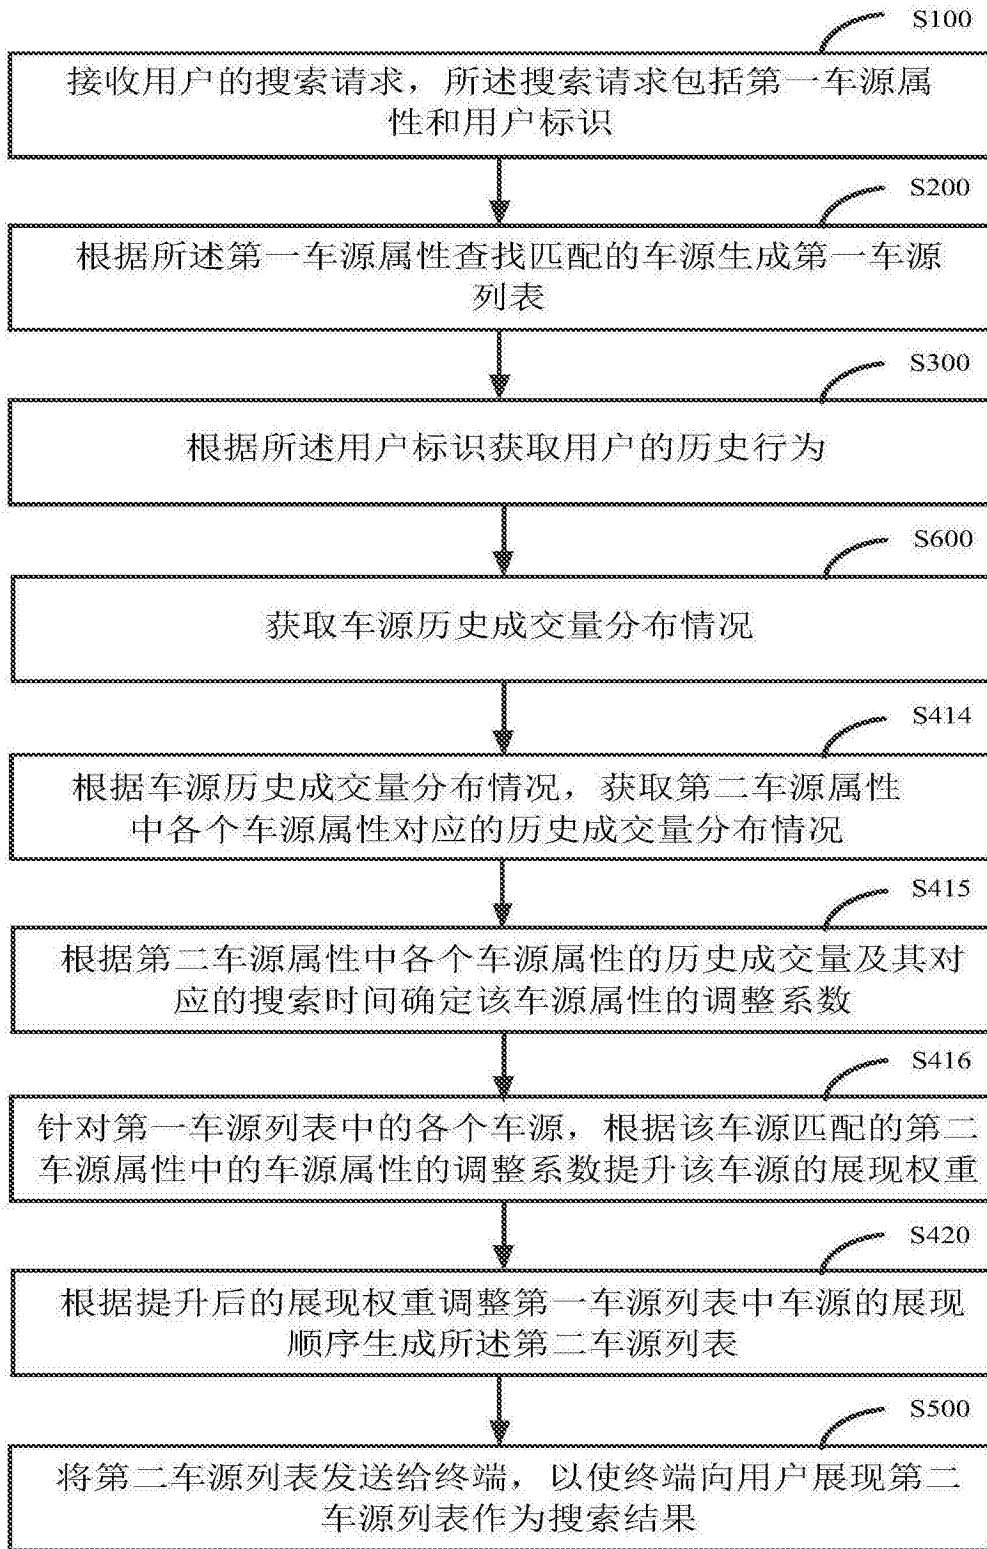 S100
接收用户的搜索请求，所述搜索请求包括第一车源属
性和用户标识
S200
根据所述第一车源属性查找匹配的车源生成第一车源
列表
S300
根据所述用户标识获取用户的历史行为
S600
获取车源历史成交量分布情况
S414
根据车源历史成交量分布情况，获取第二车源属性
中各个车源属性对应的历史成交量分布情况
S415
根据第二车源属性中各个车源属性的历史成交量及其对
应的搜索时间确定该车源属性的调整系数
S416
针对第一车源列表中的各个车源，根据该车源匹配的第二
车源属性中的车源属性的调整系数提升该车源的展现权重
S420
根据提升后的展现权重调整第一车源列表中车源的展现
顺序生成所述第二车源列表
S500
将第二车源列表发送给终端，以使终端向用户展现第二
车源列表作为搜索结果